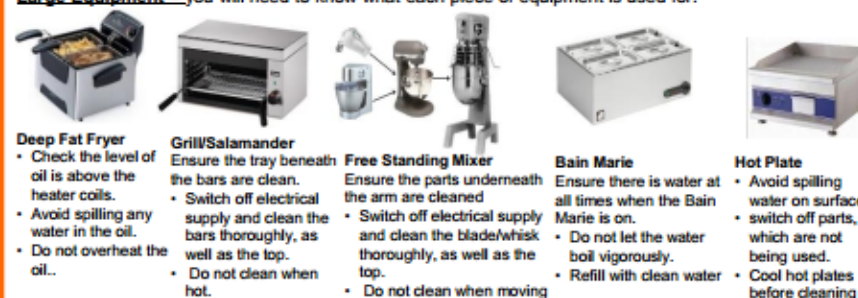 Large Equipment – you will need to know what each piece of equipment is used for.
Deep Fat Fryer
• Check the level of
oil is above the
heater coils.
• Avoid spilling any
water in the oil.
• Do not overheat the
oil..
Grill/Salamander
Ensure the tray beneath
the bars are clean.
• Switch off electrical
supply and clean the
bars thoroughly, as
well as the top.
• Do not clean when
hot.
Free Standing Mixer
Ensure the parts underneath
the arm are cleaned
• Switch off electrical supply
and clean the blade/whisk
thoroughly, as well as the
top.
• Do not clean when moving
Bain Marie
Ensure there is water at
all times when the Bain
Marie is on.
• Do not let the water
boil vigorously.
• Refill with clean water
Hot Plate
• Avoid spilling
water on surface
• switch off parts,
which are not
being used.
• Cool hot plates
before cleaning